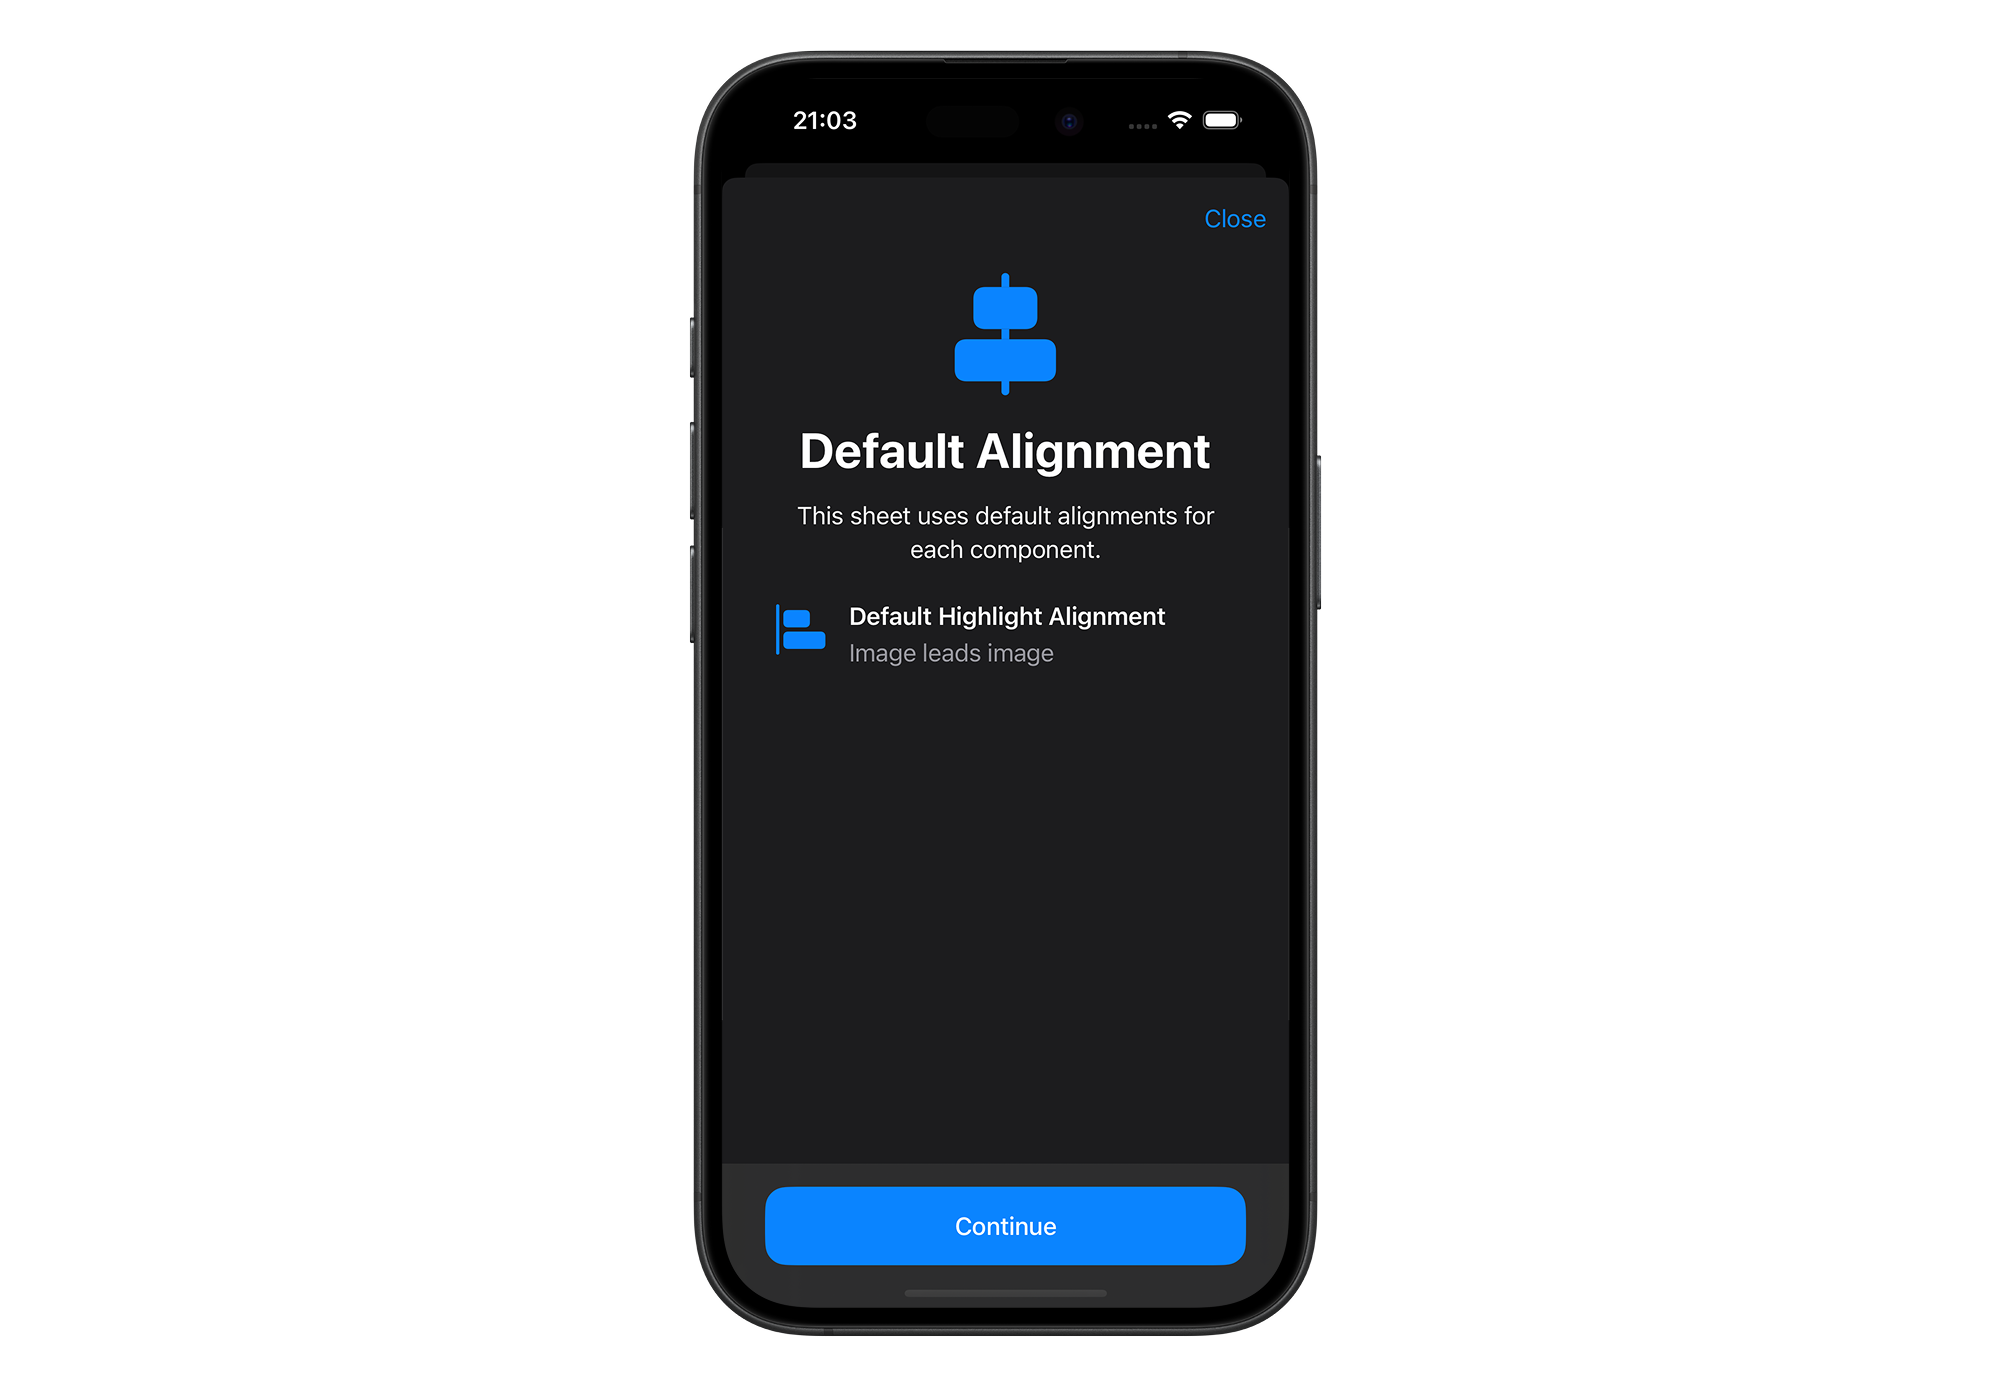 21:03
Close
Default Alignment
This sheet uses default alignments for
each component.
Default Highlight Alignment
Image leads image
Continue